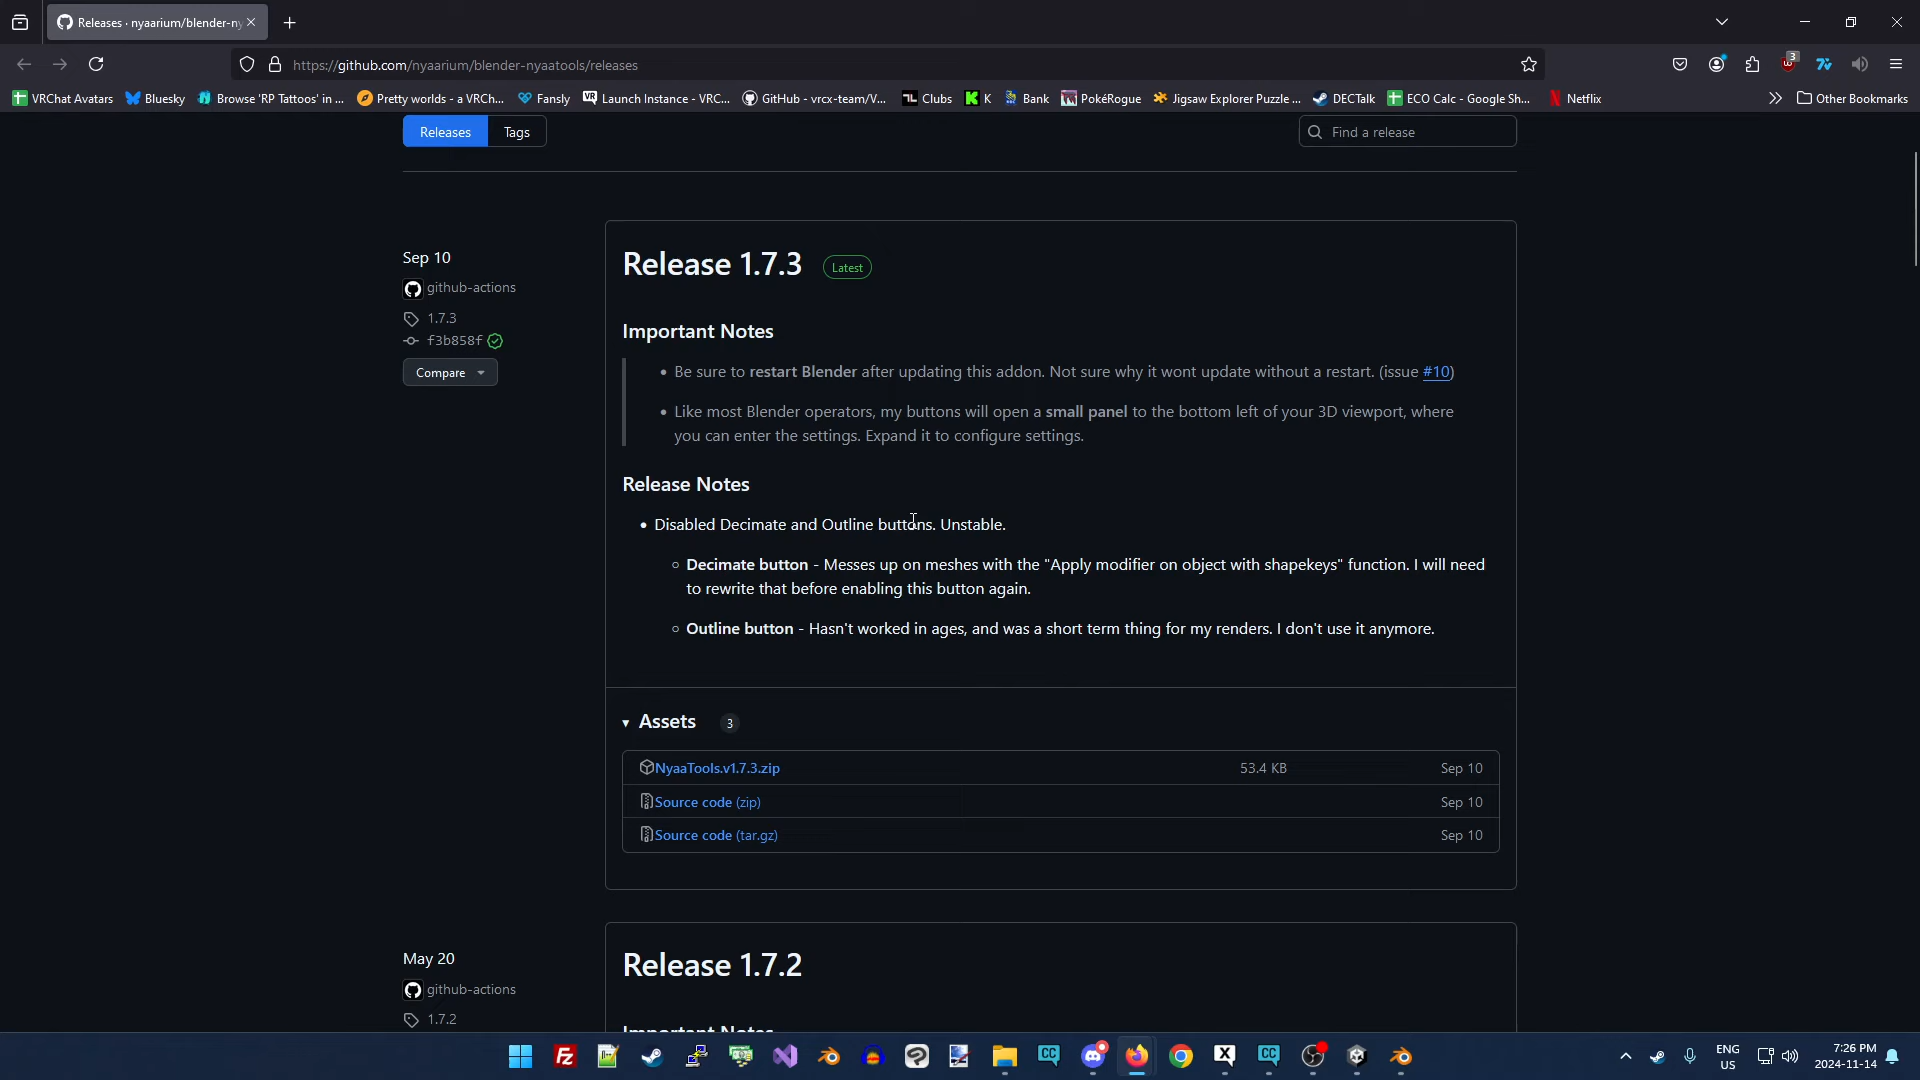 Releases · nyaarium/blender-ny
https://github.com/nyaarium/blender-nyaatools/releases
3
VRChat Avatars
Bluesky
Browse 'RP Tattoos' in ...
Pretty worlds - a VRCh...
Fansly
Launch Instance - VRC...
GitHub - vrcx-team/V...
Clubs
K
Bank
PokéRogue
Jigsaw Explorer Puzzle ...
DECTalk
ECO Calc - Google Sh...
Netflix
Other Bookmarks
Releases
Tags
Find a release
Sep 10
github-actions
1.7.3
f3b858f
Compare
Release 1.7.3
Latest
Important Notes
• Be sure to restart Blender after updating this addon. Not sure why it wont update without a restart. (issue #10)
• Like most Blender operators, my buttons will open a small panel to the bottom left of your 3D viewport, where
you can enter the settings. Expand it to configure settings.
Release Notes
• Disabled Decimate and Outline buttons. Unstable.
○ Decimate button - Messes up on meshes with the "Apply modifier on object with shapekeys" function. I will need
to rewrite that before enabling this button again.
○ Outline button - Hasn't worked in ages, and was a short term thing for my renders. I don't use it anymore.
Assets 3
NyaaTools.v1.7.3.zip 53.4 KB Sep 10
Source code (zip) Sep 10
Source code (tar.gz) Sep 10
May 20
github-actions
1.7.2
Release 1.7.2
Important Notes
ENG
US
7:26 PM
2024-11-14